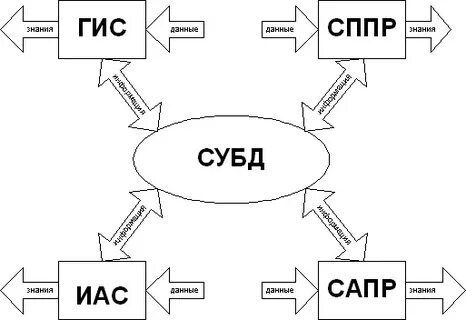 знания
ГИС
данные
данные
СППР
знания
информация
информация
СУБД
информация
информация
знания
ИАС
данные
данные
САПР
знания